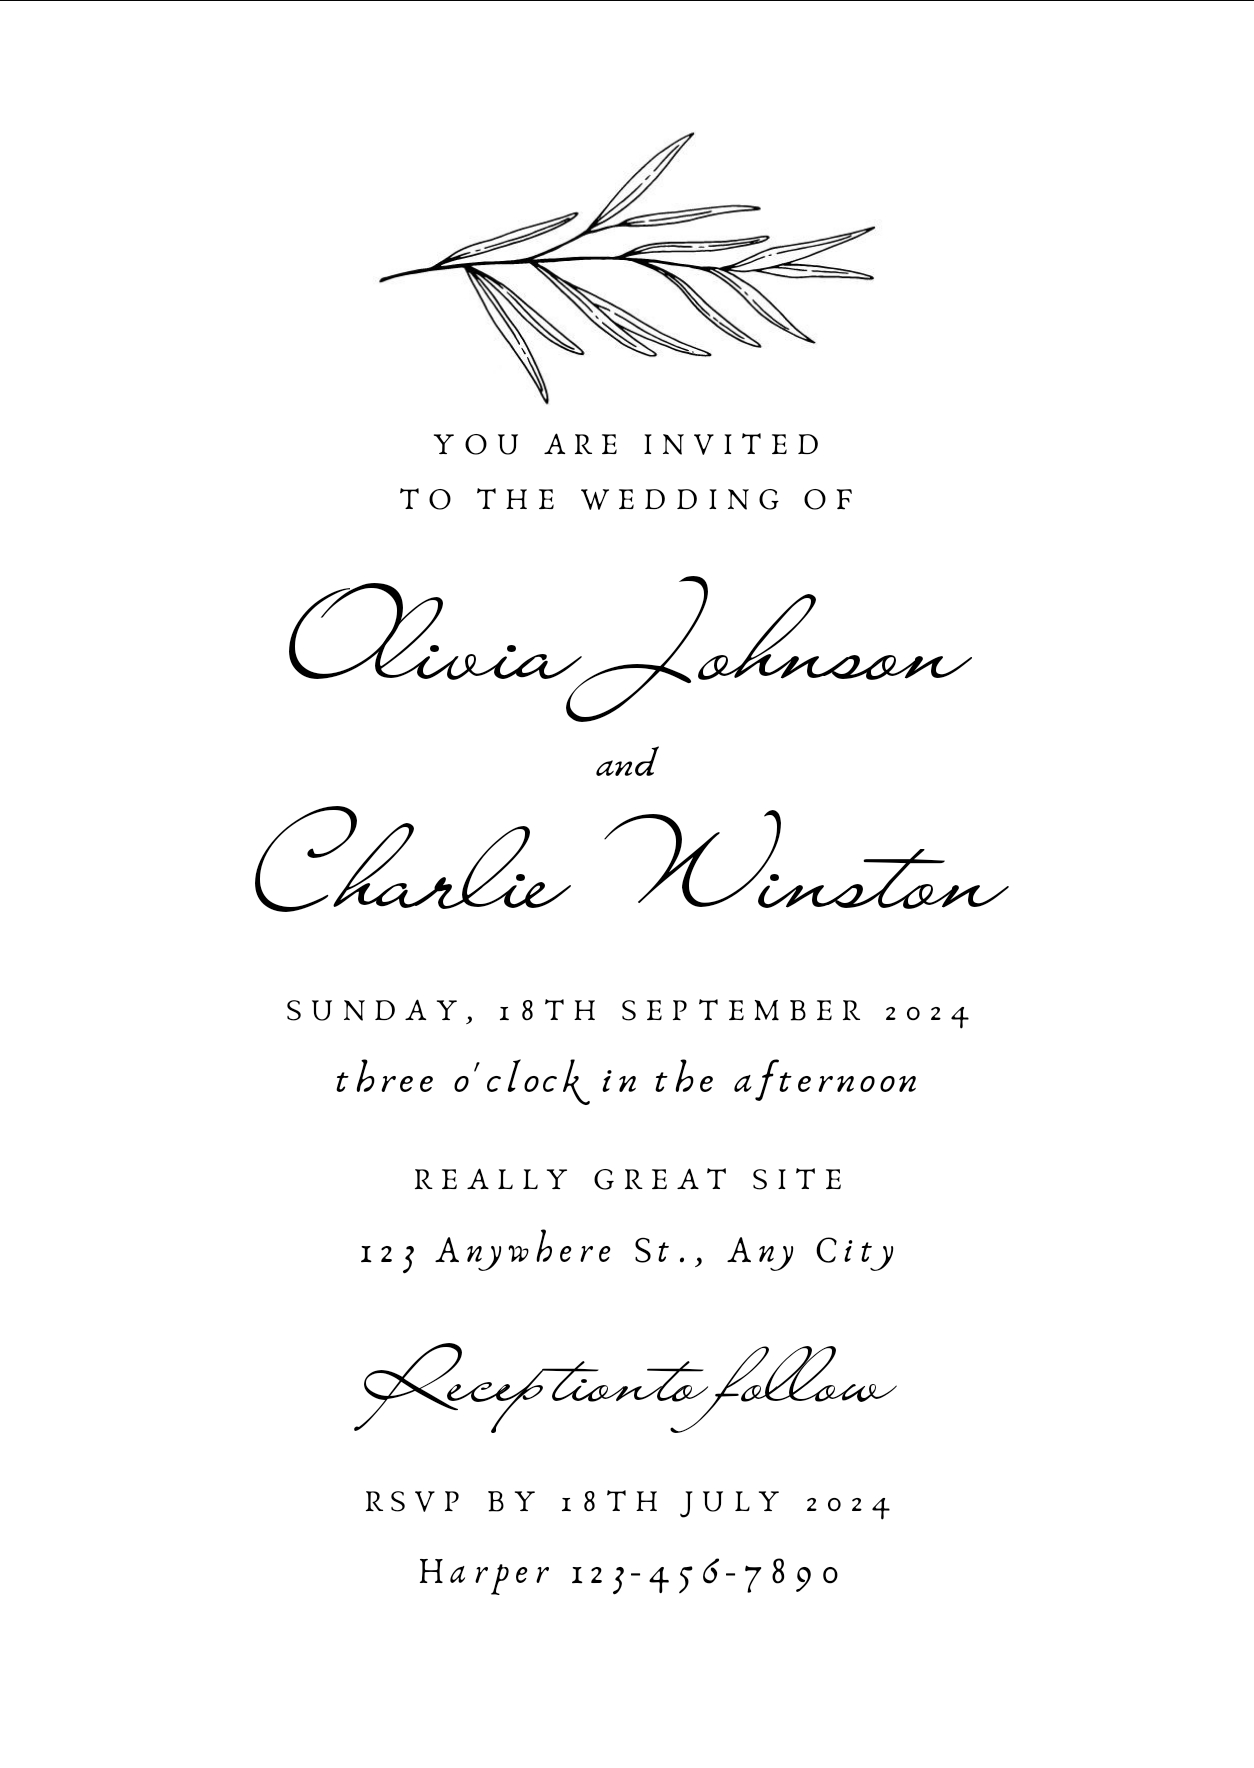 YOU ARE INVITED
TO THE WEDDING OF
Olivia Johnson
and
Charlie Winston
SUNDAY, 18TH SEPTEMBER 2024
three o'clock in the afternoon
REALLY GREAT SITE
123 Anywhere St., Any City
Reception to follow
RSVP BY 18TH JULY 2024
Harper 123-456-7890